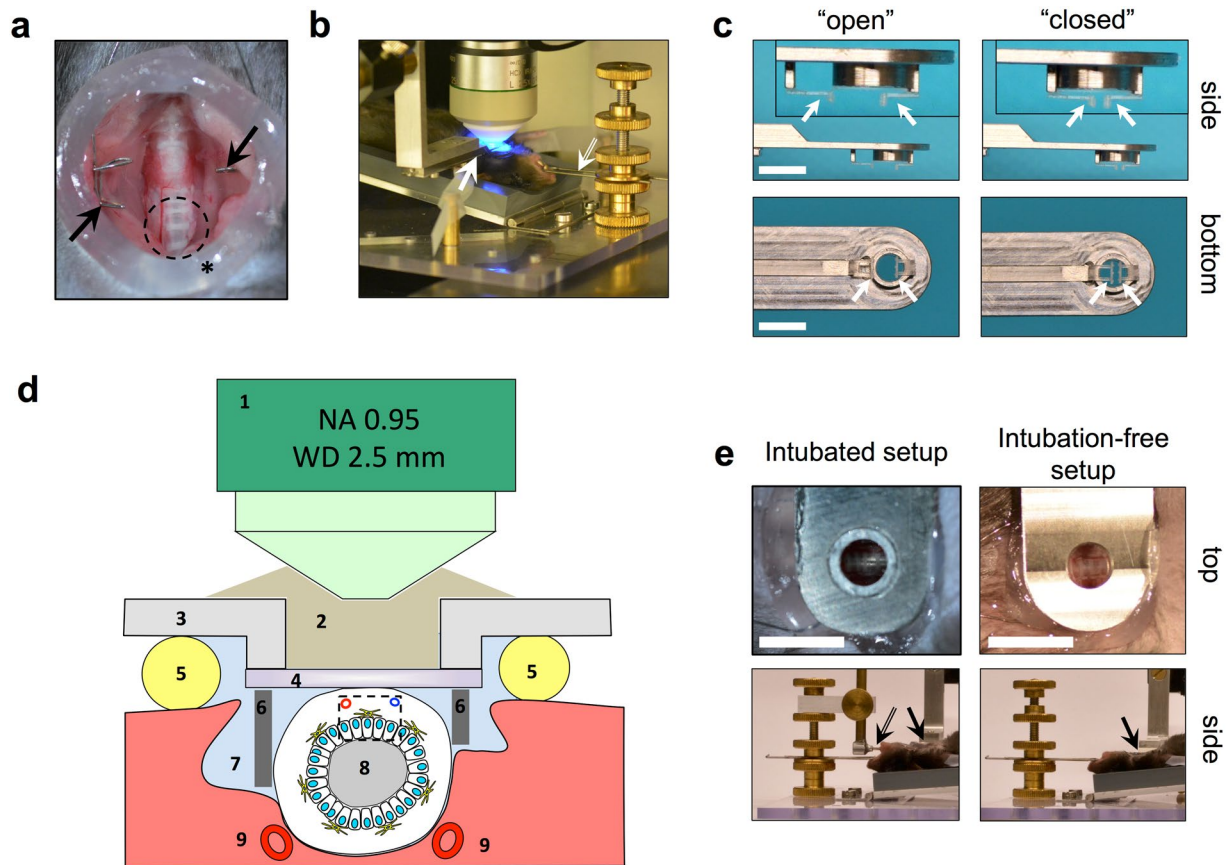 a
*
b
c
“open”
“closed”
side
bottom
d
1
NA 0.95
WD 2.5 mm
2
3
4
5
5
6
6
7
8
9
9
e
Intubated setup
Intubation-free
setup
top
side